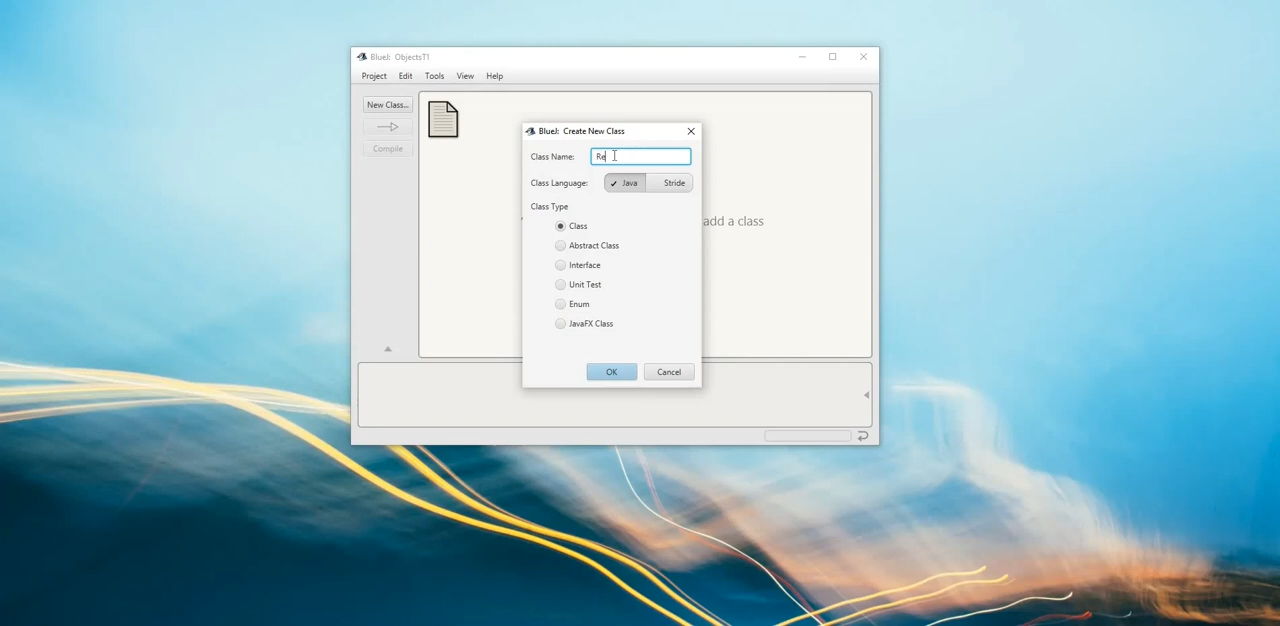 BlueJ: ObjectsT1
Project Edit Tools View Help
New Class...
Compile
BlueJ: Create New Class
Class Name: Re
Class Language: ✔ Java Stride
Class Type
Class
Abstract Class
Interface
Unit Test
Enum
JavaFX Class
OK Cancel
add a class